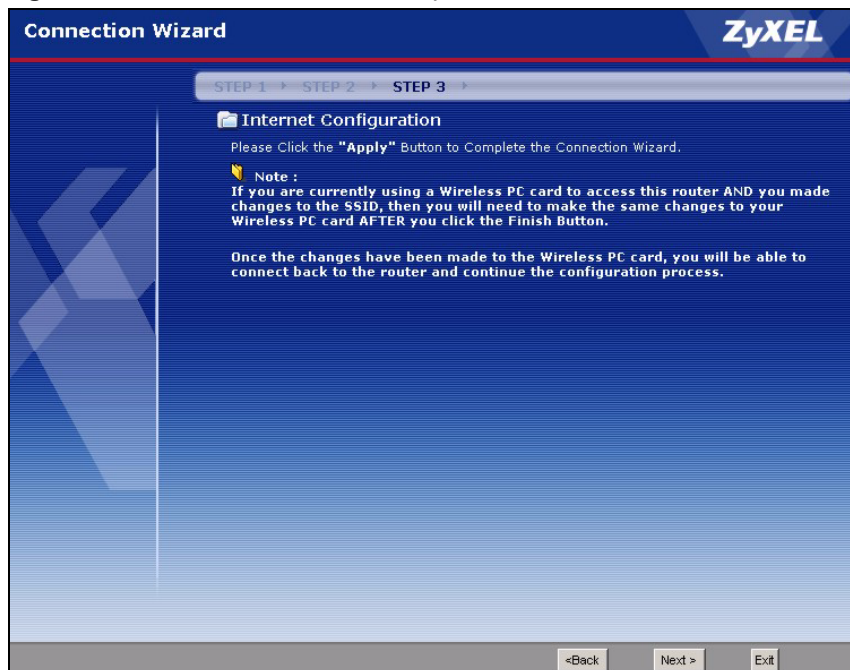 Connection Wizard
ZyXEL
STEP 1 STEP 2 STEP 3
Internet Configuration
Please Click the "Apply" Button to Complete the Connection Wizard.
Note :
If you are currently using a Wireless PC card to access this router AND you made
changes to the SSID, then you will need to make the same changes to your
Wireless PC card AFTER you click the Finish Button.
Once the changes have been made to the Wireless PC card, you will be able to
connect back to the router and continue the configuration process.
<Back Next > Exit